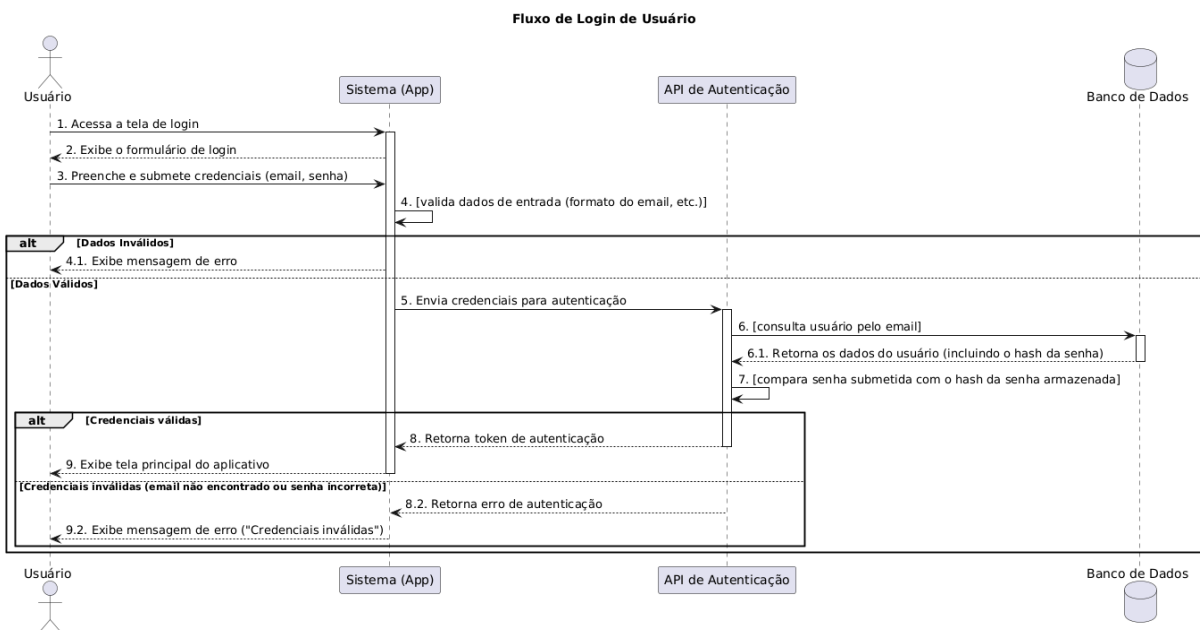 Fluxo de Login de Usuário
Usuário
Sistema (App)
API de Autenticação
Banco de Dados
1. Acessa a tela de login
2. Exibe o formulário de login
3. Preenche e submete credenciais (email, senha)
4. [valida dados de entrada (formato do email, etc.)]
alt [Dados Inválidos]
4.1. Exibe mensagem de erro
[Dados Válidos]
5. Envia credenciais para autenticação
6. [consulta usuário pelo email]
6.1. Retorna os dados do usuário (incluindo o hash da senha)
7. [compara senha submetida com o hash da senha armazenada]
alt [Credenciais válidas]
8. Retorna token de autenticação
9. Exibe tela principal do aplicativo
[Credenciais inválidas (email não encontrado ou senha incorreta)]
8.2. Retorna erro de autenticação
9.2. Exibe mensagem de erro ("Credenciais inválidas")
Usuário
Sistema (App)
API de Autenticação
Banco de Dados